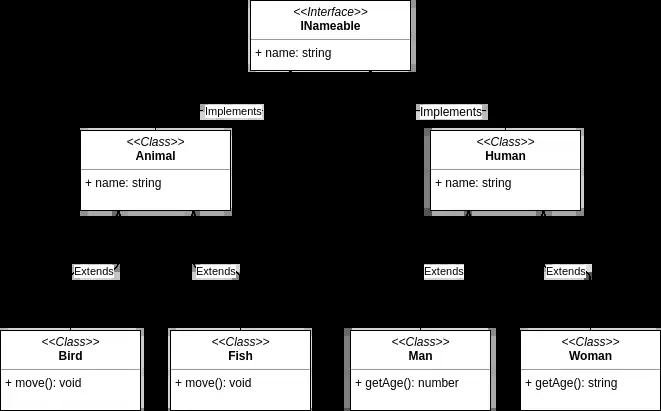 <<Interface>>
INameable
+ name: string
Implements
Implements
<<Class>>
Animal
+ name: string
<<Class>>
Human
+ name: string
Extends
Extends
Extends
Extends
<<Class>>
Bird
+ move(): void
<<Class>>
Fish
+ move(): void
<<Class>>
Man
+ getAge(): number
<<Class>>
Woman
+ getAge(): string